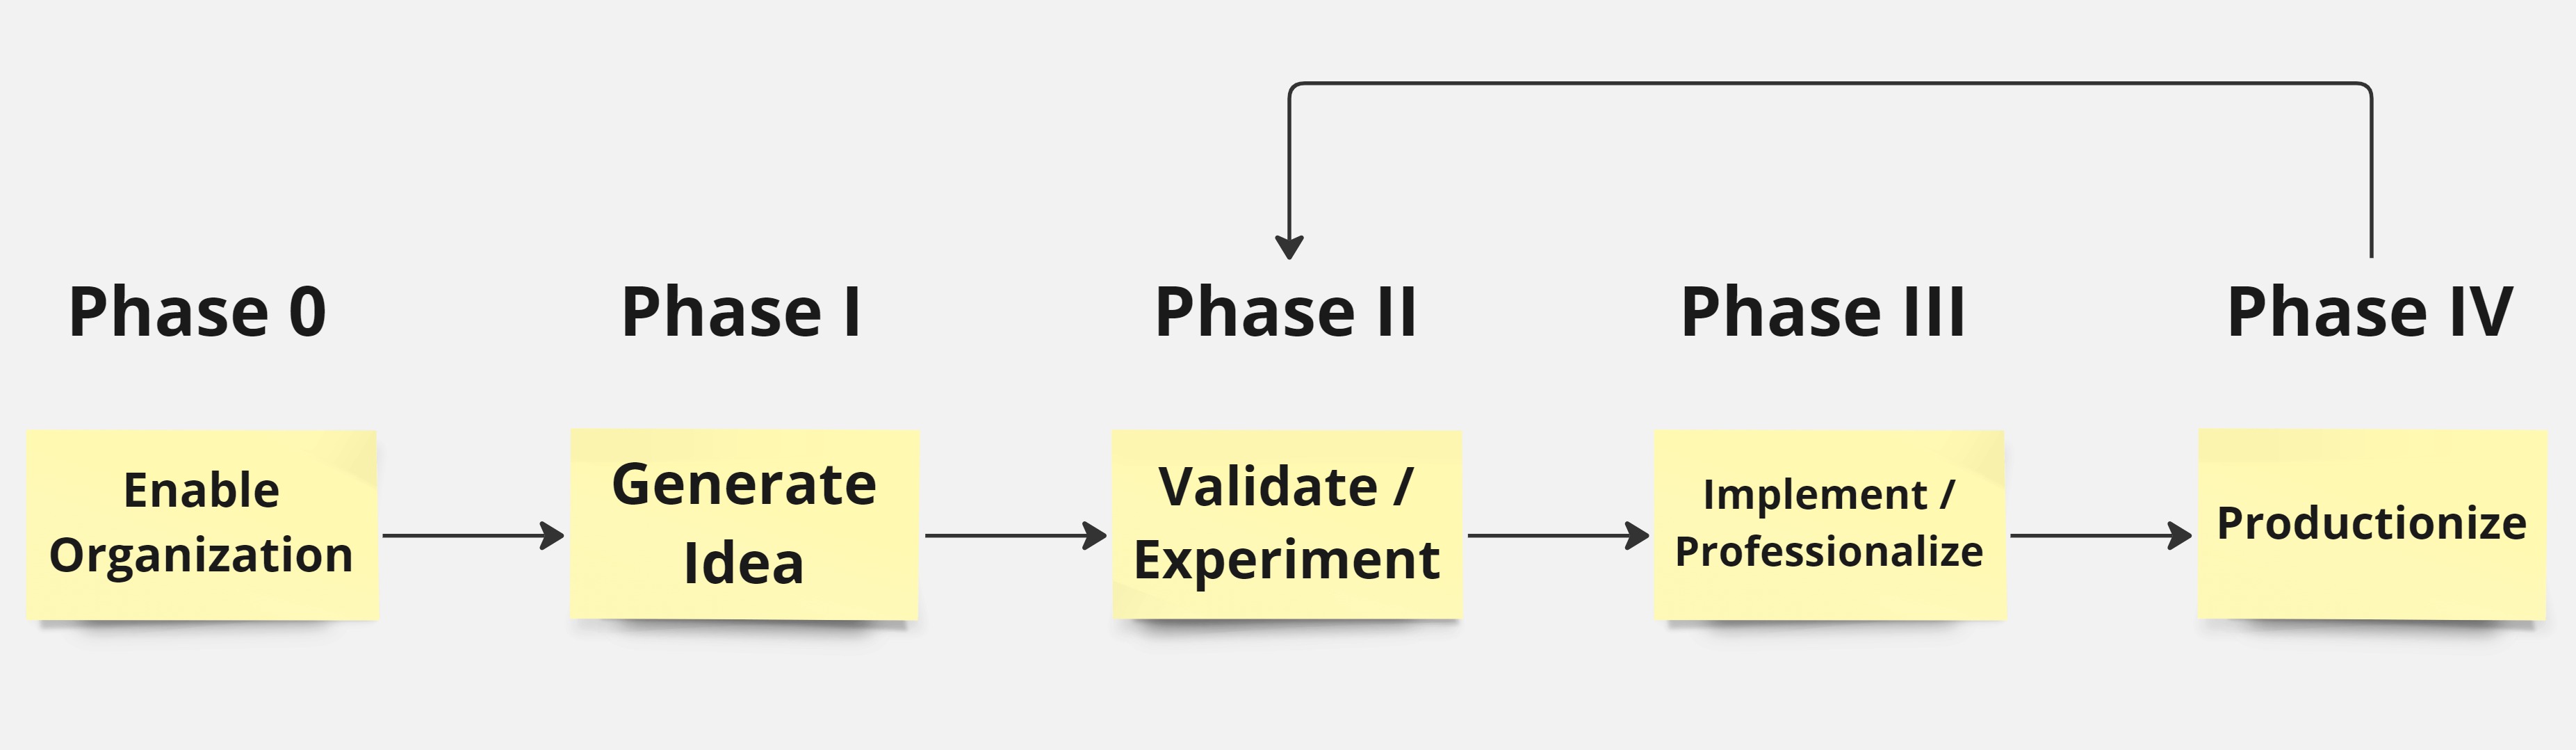 Phase 0
Phase I
Phase II
Phase III
Phase IV
Enable
Organization
Generate
Idea
Validate /
Experiment
Implement /
Professionalize
Productionize